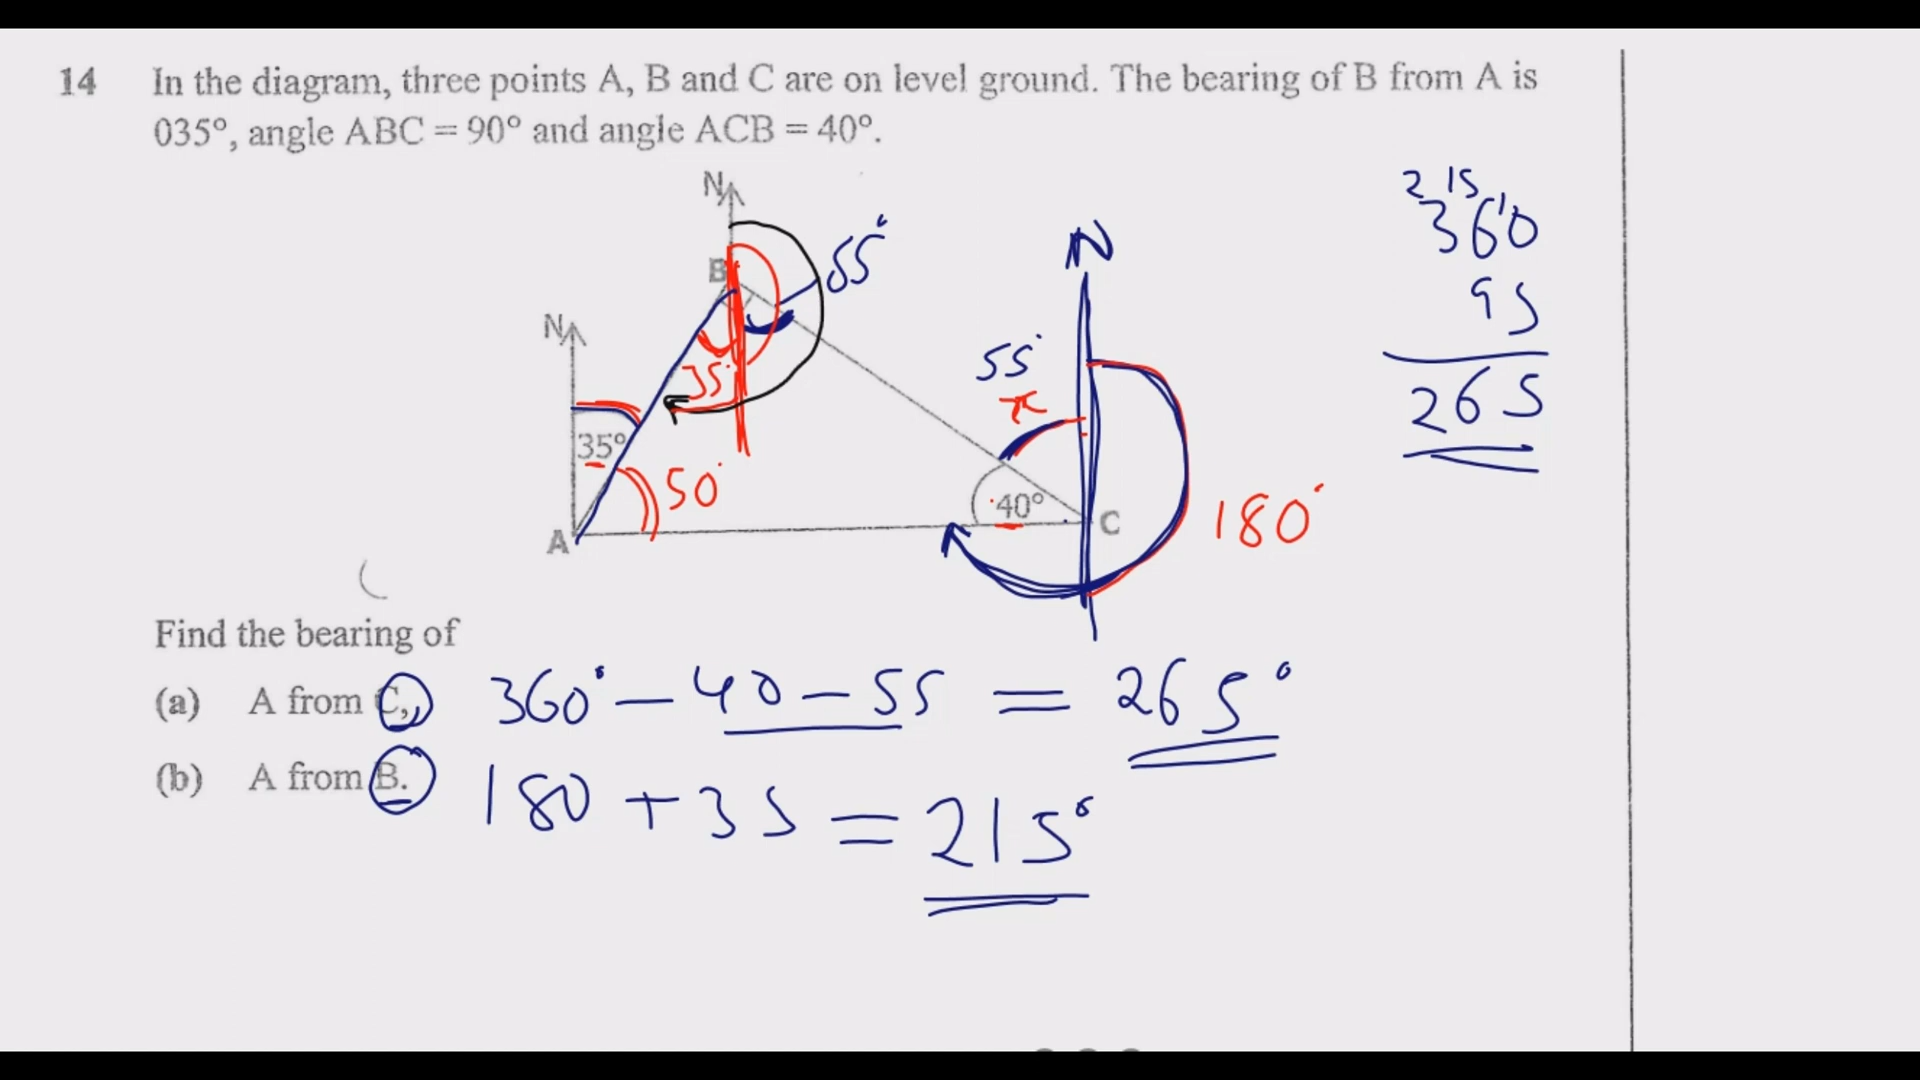 14 In the diagram, three points A, B and C are on level ground. The bearing of B from A is
035°, angle ABC = 90° and angle ACB = 40°.
N
B
55°
N
35°
35°
50°
A
N
55°
x
40°
C
180°
2 15 1
360
95
265
Find the bearing of
(a) A from C, 360° - 40 - 55 = 265°
(b) A from B. 180 + 35 = 215°